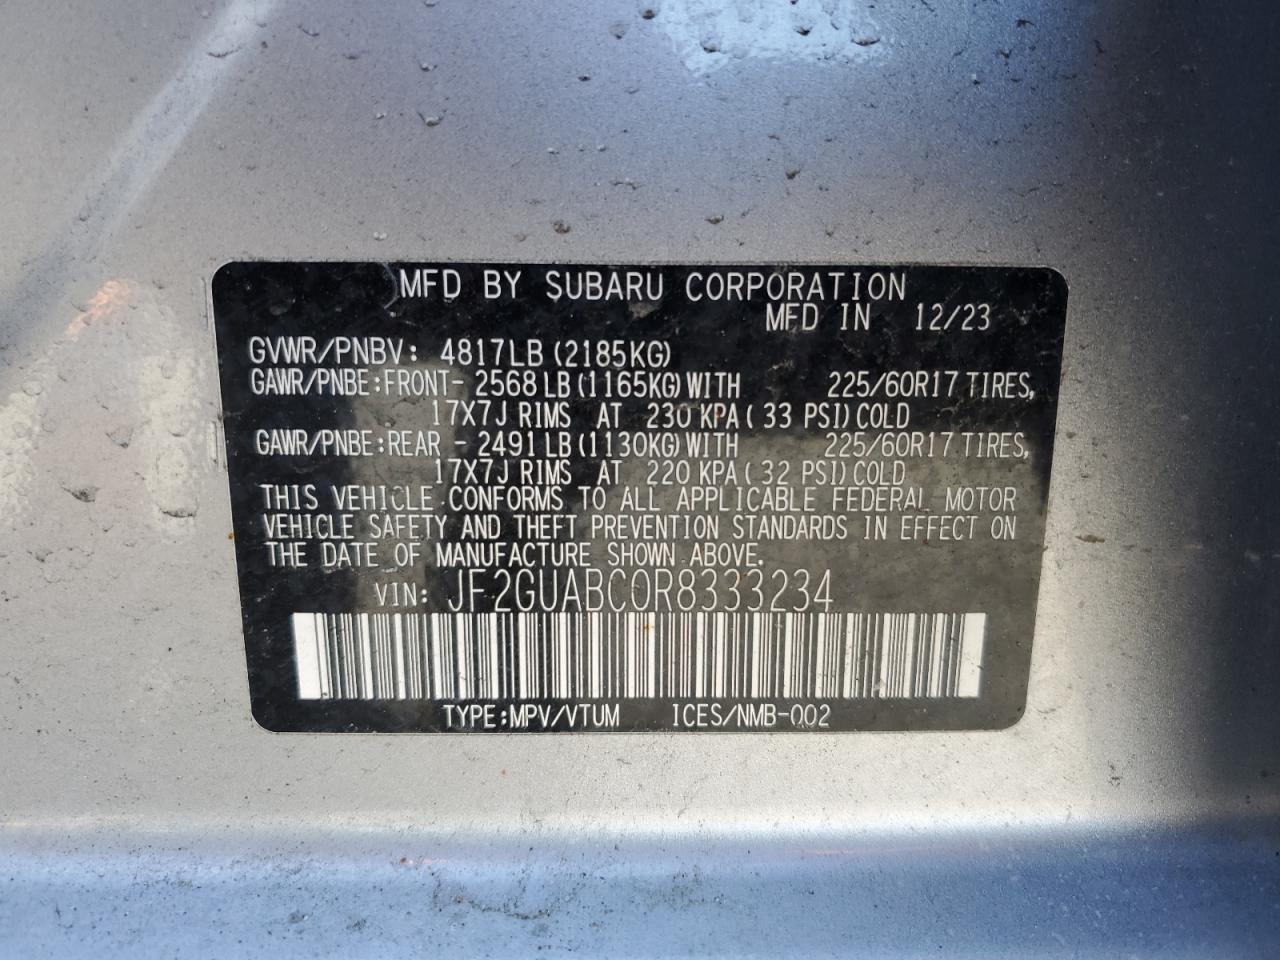 MFD BY SUBARU CORPORATION
MFD IN 12/23
GVWR/PNBV: 4817LB (2185KG)
GAWR/PNBE:FRONT- 2568 LB (1165KG) WITH 225/60R17 TIRES,
17X7J RIMS AT 230 KPA ( 33 PSI) COLD
GAWR/PNBE:REAR - 2491 LB (1130KG) WITH 225/60R17 TIRES,
17X7J RIMS AT 220 KPA ( 32 PSI) COLD
THIS VEHICLE CONFORMS TO ALL APPLICABLE FEDERAL MOTOR
VEHICLE SAFETY AND THEFT PREVENTION STANDARDS IN EFFECT ON
THE DATE OF MANUFACTURE SHOWN ABOVE.
VIN: JF2GUABC0R8333234
TYPE:MPV/VTUM ICES/NMB-002